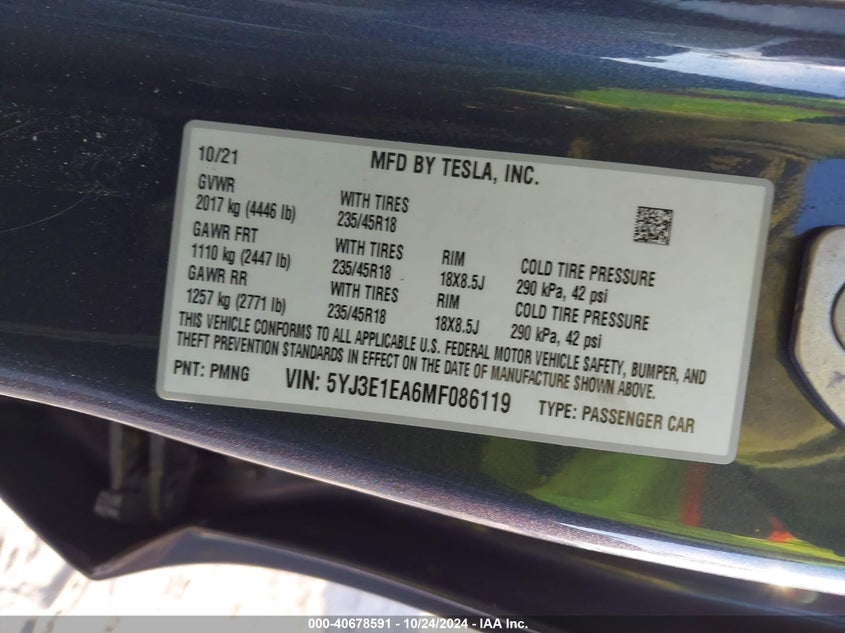 10/21 MFD BY TESLA, INC.
GVWR
2017 kg (4446 lb) WITH TIRES 235/45R18
GAWR FRT
1110 kg (2447 lb) WITH TIRES 235/45R18 RIM 18X8.5J COLD TIRE PRESSURE 290 kPa, 42 psi
GAWR RR
1257 kg (2771 lb) WITH TIRES 235/45R18 RIM 18X8.5J COLD TIRE PRESSURE 290 kPa, 42 psi
THIS VEHICLE CONFORMS TO ALL APPLICABLE U.S. FEDERAL MOTOR VEHICLE SAFETY, BUMPER, AND
THEFT PREVENTION STANDARDS IN EFFECT ON THE DATE OF MANUFACTURE SHOWN ABOVE.
PNT: PMNG VIN: 5YJ3E1EA6MF086119 TYPE: PASSENGER CAR
000-40678591 - 10/24/2024 - IAA Inc.